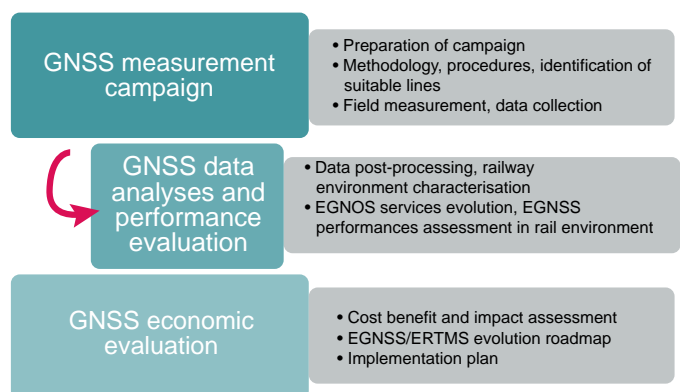 GNSS measurement
campaign
• Preparation of campaign
• Methodology, procedures, identification of
suitable lines
• Field measurement, data collection
GNSS data
analyses and
performance
evaluation
• Data post-processing, railway
environment characterisation
• EGNOS services evolution, EGNSS
performances assessment in rail environment
GNSS economic
evaluation
• Cost benefit and impact assessment
• EGNSS/ERTMS evolution roadmap
• Implementation plan